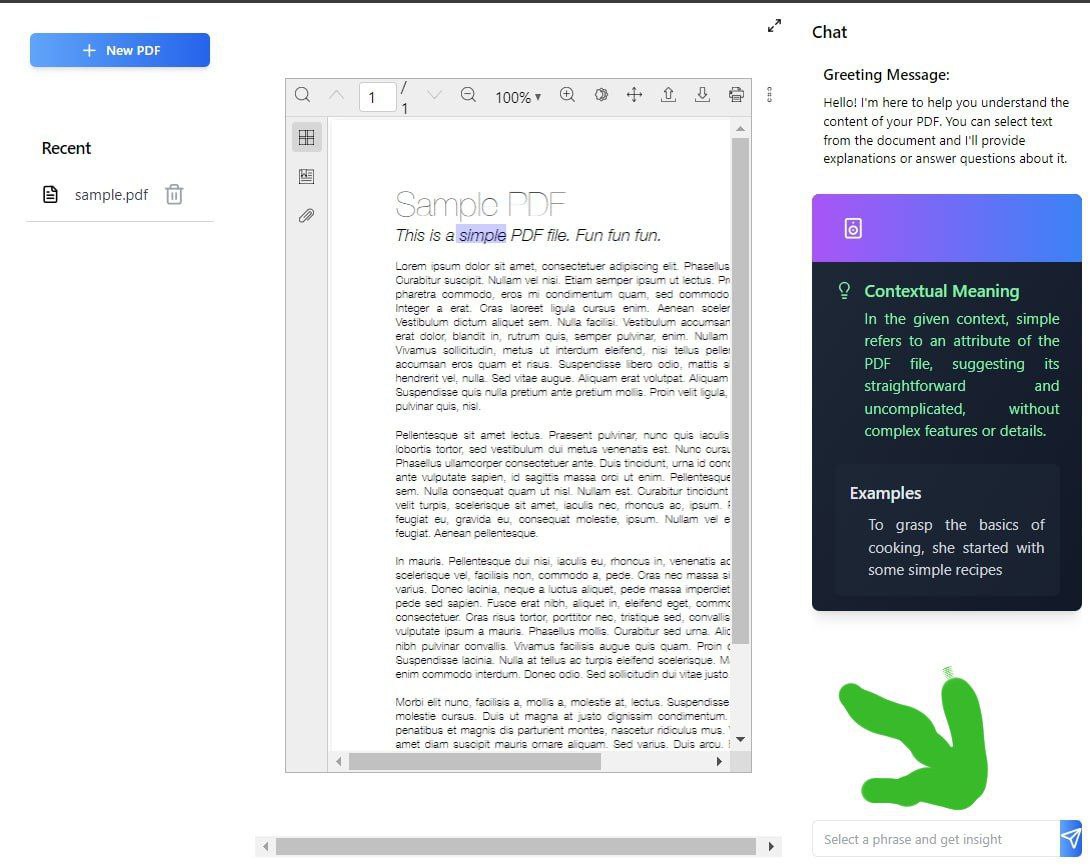 New PDF
Recent
sample.pdf
1
/
1
100%
Sample PDF
This is a simple PDF file. Fun fun fun.
Lorem ipsum dolor sit amet, consectetuer adipiscing elit. Phasellus
Curabitur suscipit. Nullam vel nisi. Etiam semper ipsum ut lectus. Pr
pharetra commodo, eros mi condimentum quam, sed commodo
Integer a erat. Cras laoreet ligula cursus enim. Aenean sceler
Vestibulum dictum aliquet sem. Nulla facilisi. Vestibulum accumsan
erat dolor, blandit in, rutrum quis, semper pulvinar, enim. Nullam
Vivamus sollicitudin, metus ut interdum eleifend, nisi tellus peller
accumsan eros quam et risus. Suspendisse libero odio, mattis s
hendrerit vel, nulla. Sed vitae augue. Aliquam erat volutpat. Aliquam
Suspendisse quis nulla pretium ante pretium mollis. Proin velit ligula,
pulvinar quis, nisl.
Pellentesque sit amet lectus. Praesent pulvinar, nunc quis iaculis
lobortis tortor, sed vestibulum dui metus venenatis est. Nunc cursu
Phasellus ullamcorper consectetuer ante. Duis tincidunt, urna id cond
ante vulputate sapien, id sagittis massa orci ut enim. Pellentesque
sem. Nulla consequat quam ut nisl. Nullam est. Curabitur tincidunt
velit turpis, scelerisque sit amet, iaculis nec, rhoncus ac, ipsum.
feugiat eu, gravida eu, consequat molestie, ipsum. Nullam vel e
feugiat. Aenean pellentesque.
In mauris. Pellentesque dui nisi, iaculis eu, rhoncus in, venenatis ac
scelerisque vel, facilisis non, commodo a, pede. Cras nec massa si
varius. Donec lacinia, neque a luctus aliquet, pede massa imperdiet
pede sed sapien. Fusce erat nibh, aliquet in, eleifend eget, commo
consectetuer. Cras risus tortor, porttitor nec, tristique sed, convallis
vulputate ipsum a mauris. Phasellus mollis. Curabitur sed urna. Alic
nibh pulvinar convallis. Vivamus facilisis augue quis quam. Proin
Suspendisse lacinia. Nulla at tellus ac turpis eleifend scelerisque. M
enim commodo interdum. Donec odio. Sed sollicitudin dui vitae justo.
Morbi elit nunc, facilisis a, mollis a, molestie at, lectus. Suspendisse
molestie cursus. Duis ut magna at justo dignissim condimentum.
penatibus et magnis dis parturient montes, nascetur ridiculus mus.
amet diam suscipit mauris ornare aliquam. Sed varius. Duis arcu.
Chat
Greeting Message:
Hello! I'm here to help you understand the
content of your PDF. You can select text
from the document and I'll provide
explanations or answer questions about it.
Contextual Meaning
In the given context, simple
refers to an attribute of the
PDF file, suggesting its
straightforward and
uncomplicated, without
complex features or details.
Examples
To grasp the basics of
cooking, she started with
some simple recipes
Select a phrase and get insight